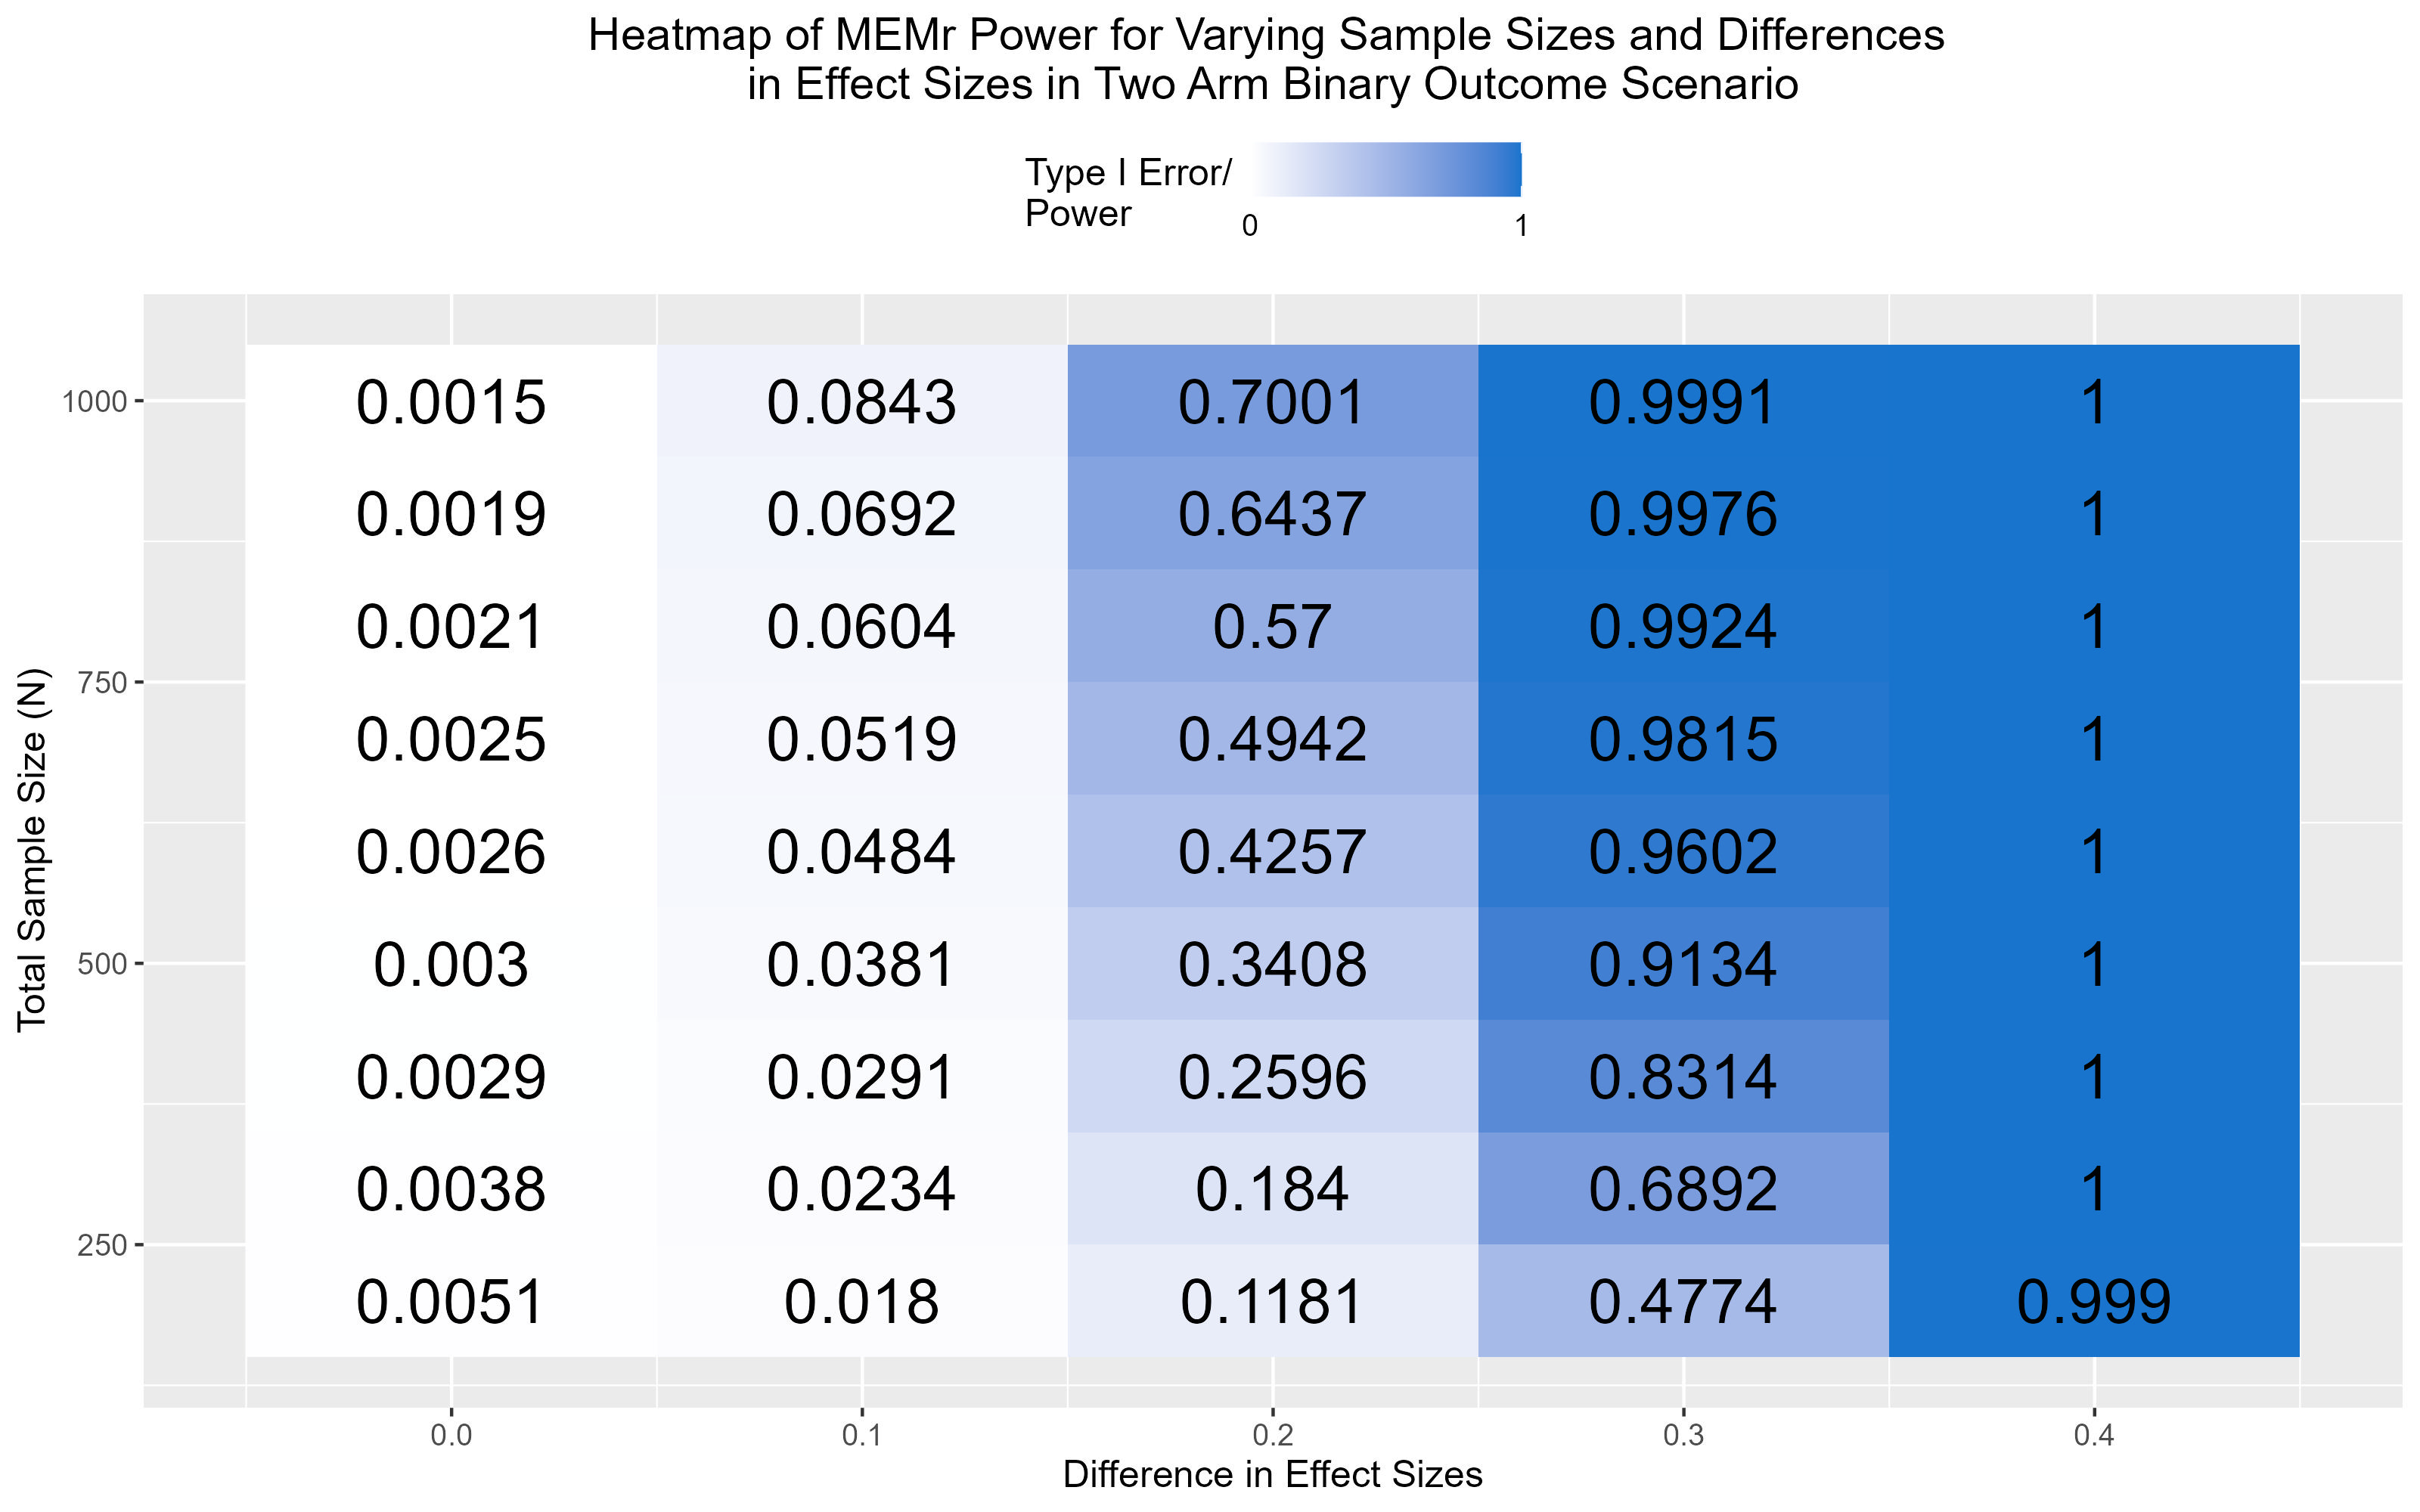 Heatmap of MEMr Power for Varying Sample Sizes and Differences
in Effect Sizes in Two Arm Binary Outcome Scenario
Type I Error/
Power
0 1
Total Sample Size (N)
1000 0.0015 0.0843 0.7001 0.9991 1
0.0019 0.0692 0.6437 0.9976 1
0.0021 0.0604 0.57 0.9924 1
750
0.0025 0.0519 0.4942 0.9815 1
0.0026 0.0484 0.4257 0.9602 1
500 0.003 0.0381 0.3408 0.9134 1
0.0029 0.0291 0.2596 0.8314 1
0.0038 0.0234 0.184 0.6892 1
250
0.0051 0.018 0.1181 0.4774 0.999
0.0 0.1 0.2 0.3 0.4
Difference in Effect Sizes